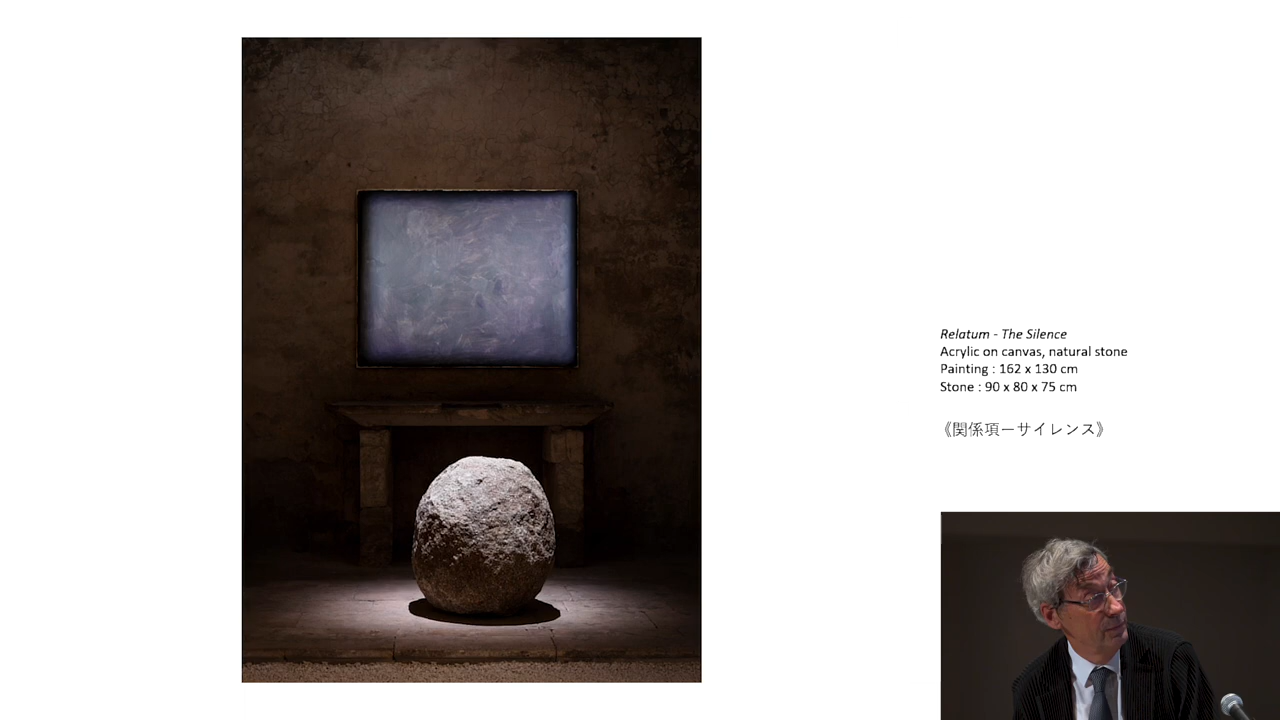 Relatum - The Silence
Acrylic on canvas, natural stone
Painting : 162 x 130 cm
Stone : 90 x 80 x 75 cm
《関係項ーサイレンス》